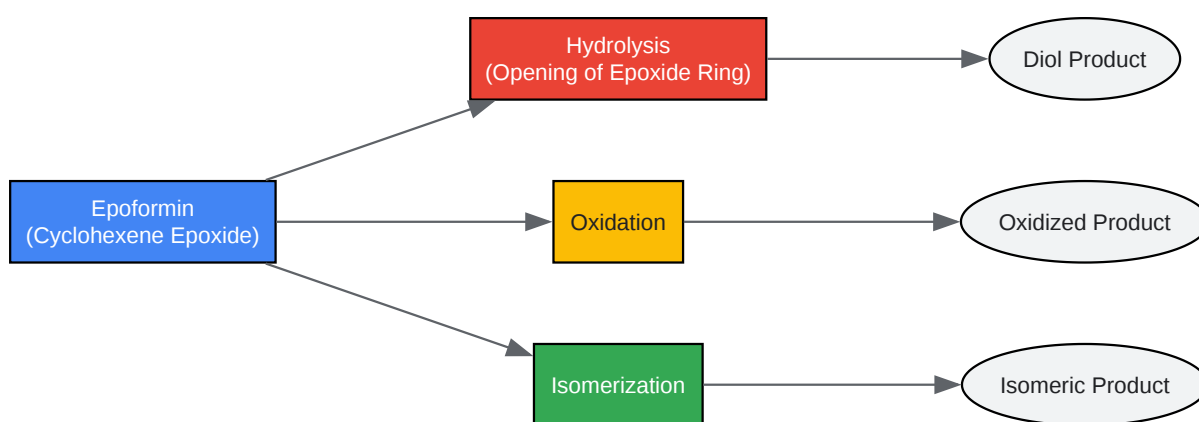 Hydrolysis
(Opening of Epoxide Ring)
Diol Product
Epoformin
(Cyclohexene Epoxide)
Oxidation
Oxidized Product
Isomerization
Isomeric Product